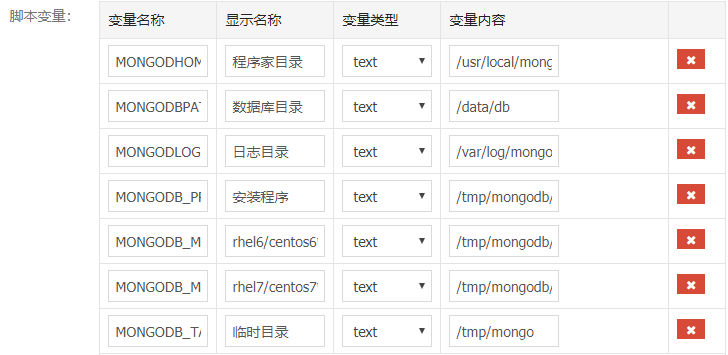 脚本变量:
变量名称 显示名称 变量类型 变量内容
MONGODHOM 程序家目录 text /usr/local/mong
MONGODBPAT 数据库目录 text /data/db
MONGODLOG 日志目录 text /var/log/mongo
MONGODB_PR 安装程序 text /tmp/mongodb/
MONGODB_M rhel6/centos6 text /tmp/mongodb/
MONGODB_M rhel7/centos7 text /tmp/mongodb/
MONGODB_TA 临时目录 text /tmp/mongo